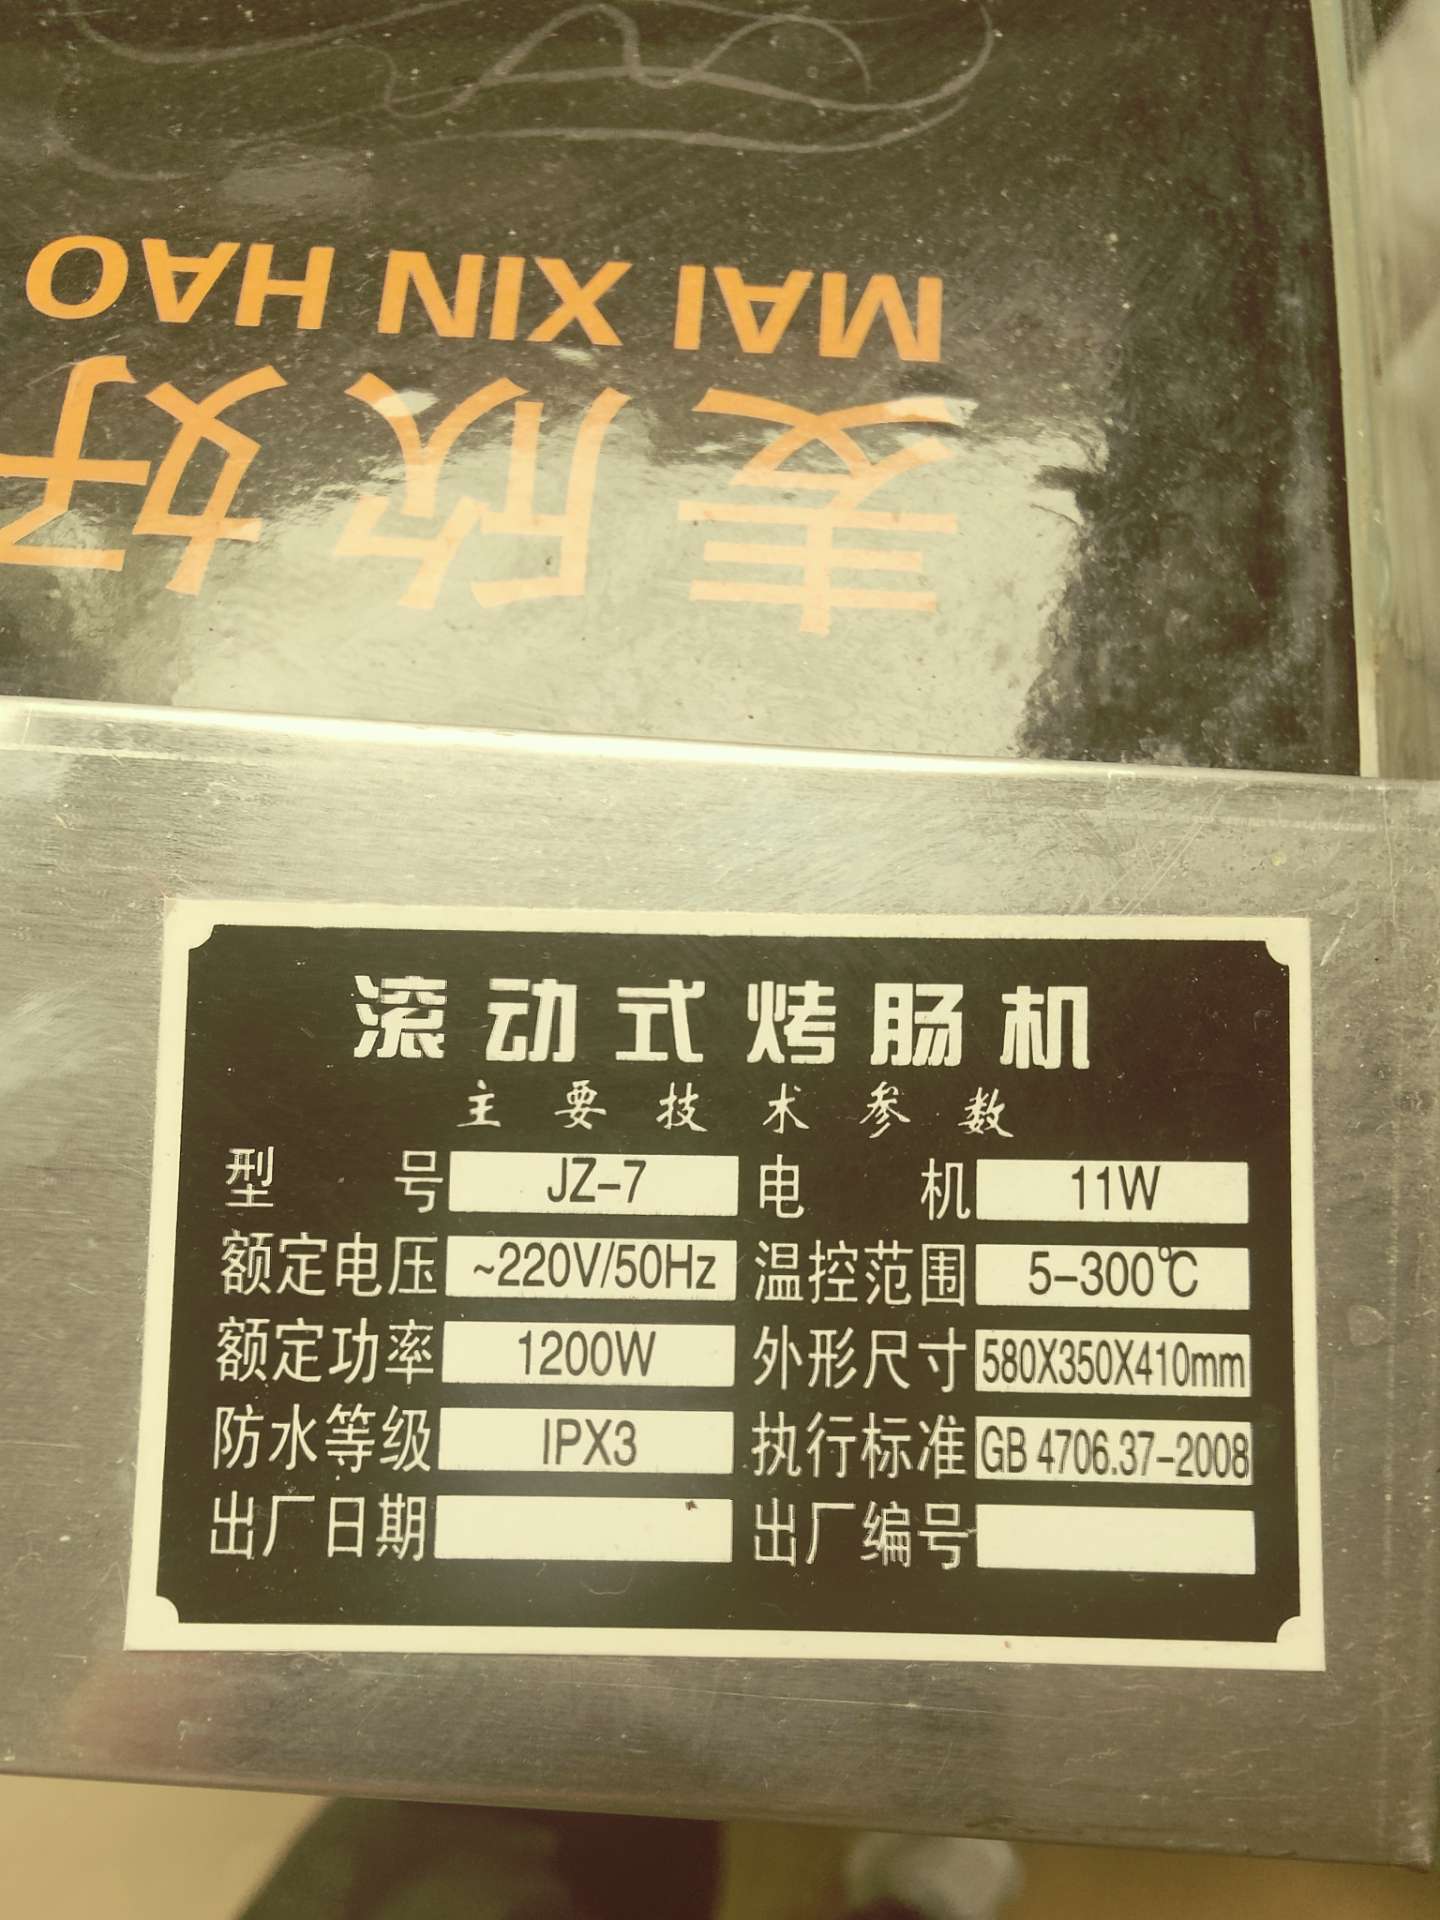 MAI XIN HAO
麦欣好
滚动式烤肠机
主要技术参数
型号 JZ-7 电机 11W
额定电压 ~220V/50Hz 温控范围 5-300℃
额定功率 1200W 外形尺寸 580X350X410mm
防水等级 IPX3 执行标准 GB 4706.37-2008
出厂日期 出厂编号